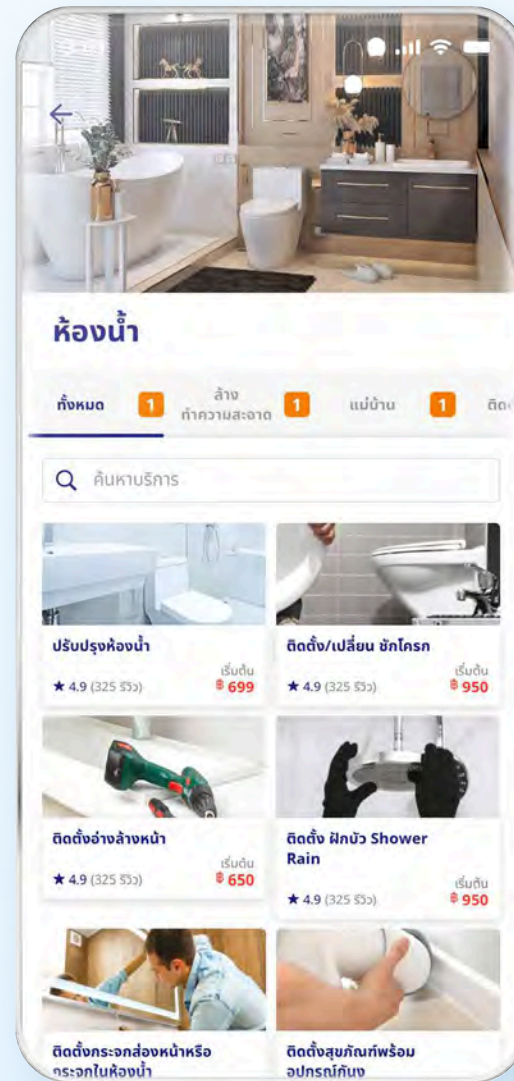 ห้องน้ำ
ทั้งหมด 1 ล้าง ทำความสะอาด 1 แม่บ้าน 1
ค้นหาบริการ
ปรับปรุงห้องน้ำ
เริ่มต้น
★ 4.9 (325 รีวิว) ฿ 699
ติดตั้ง/เปลี่ยน ชักโครก
เริ่มต้น
★ 4.9 (325 รีวิว) ฿ 950
ติดตั้งอ่างล้างหน้า
เริ่มต้น
★ 4.9 (325 รีวิว) ฿ 650
ติดตั้ง ฝักบัว Shower
Rain
เริ่มต้น
★ 4.9 (325 รีวิว) ฿ 950
ติดตั้งกระจกส่องหน้าหรือ
กระจกในห้องน้ำ
ติดตั้งสุขภัณฑ์พร้อม